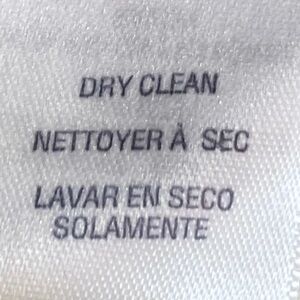 DRY CLEAN
NETTOYER À SEC
LAVAR EN SECO
SOLAMENTE